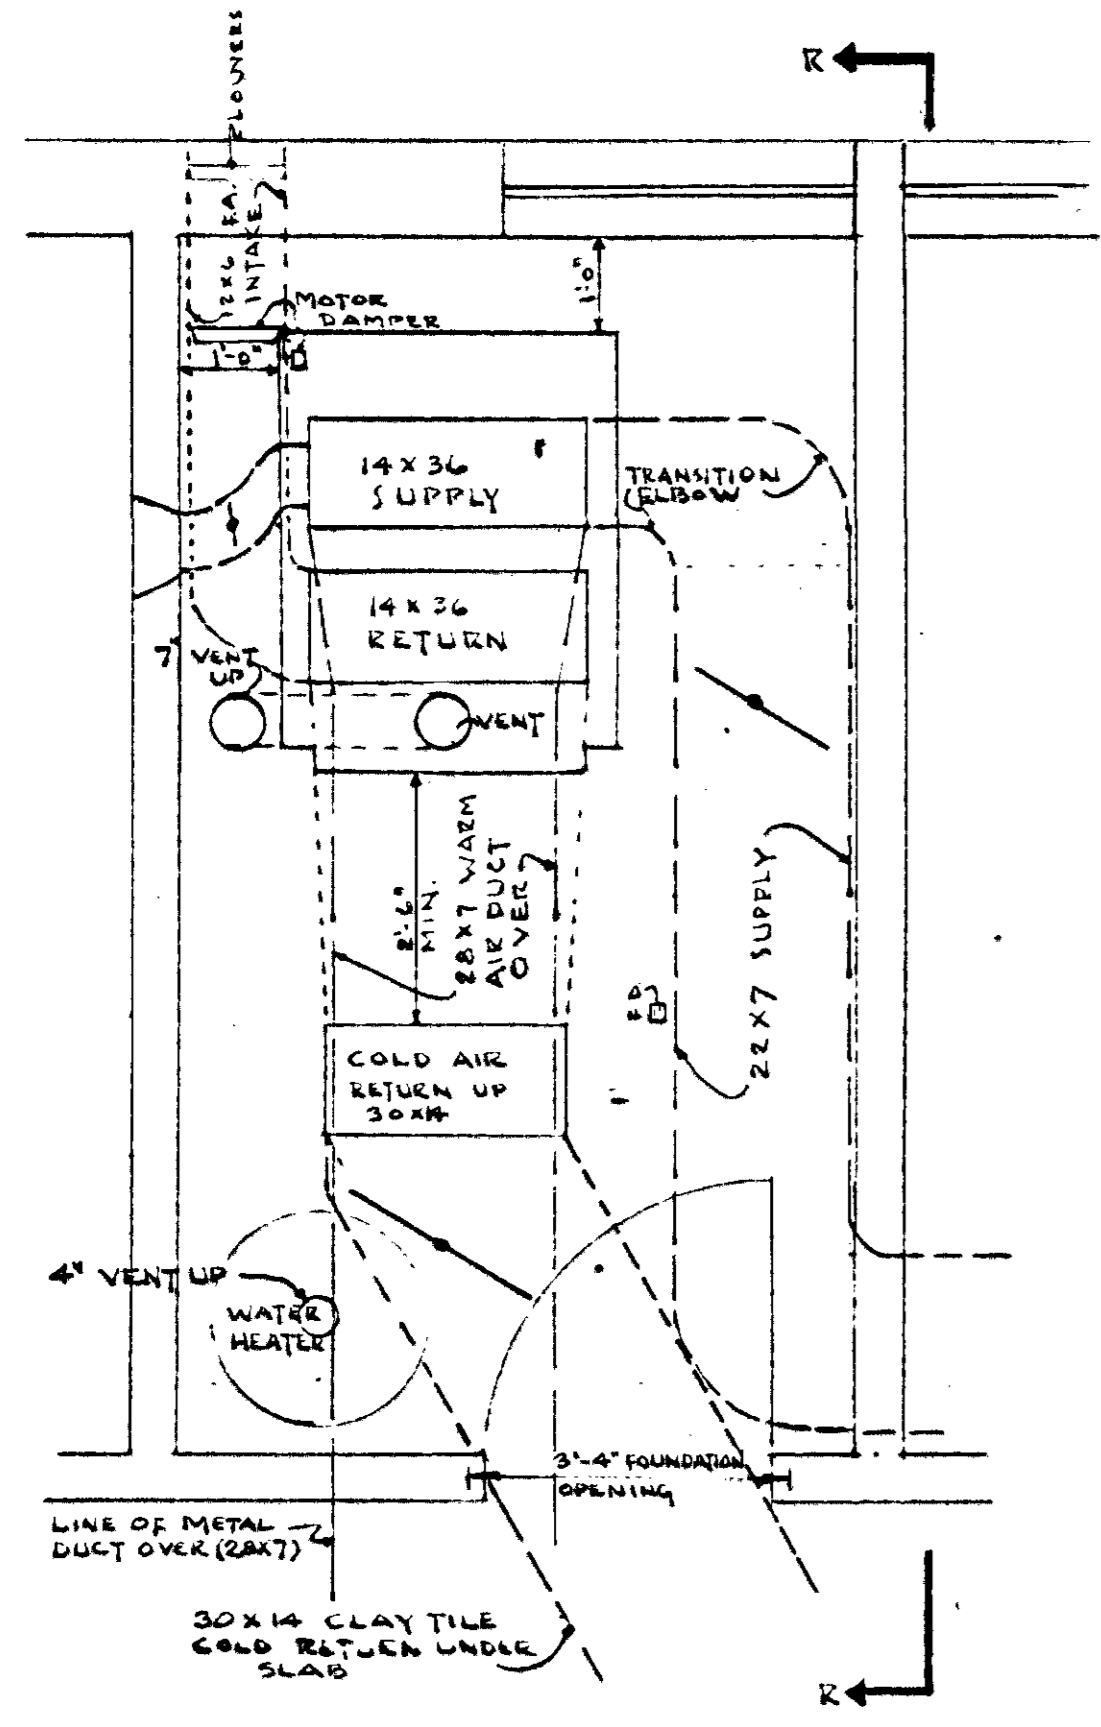 R
12X6 F.A.
INTAKE
1'-0"
MOTOR
DAMPER
1'-0"
14 X 36
SUPPLY
TRANSITION
ELBOW
14 X 36
RETURN
7" VENT
UP
VENT
2'-6"
MIN.
28X7 WARM
AIR DUCT
OVER
22X7 SUPPLY
COLD AIR
RETURN UP
30X14
4" VENT UP
WATER
HEATER
3'-4" FOUNDATION
OPENING
LINE OF METAL
DUCT OVER (28X7)
30 X 14 CLAY TILE
COLD RETURN UNDER
SLAB
R